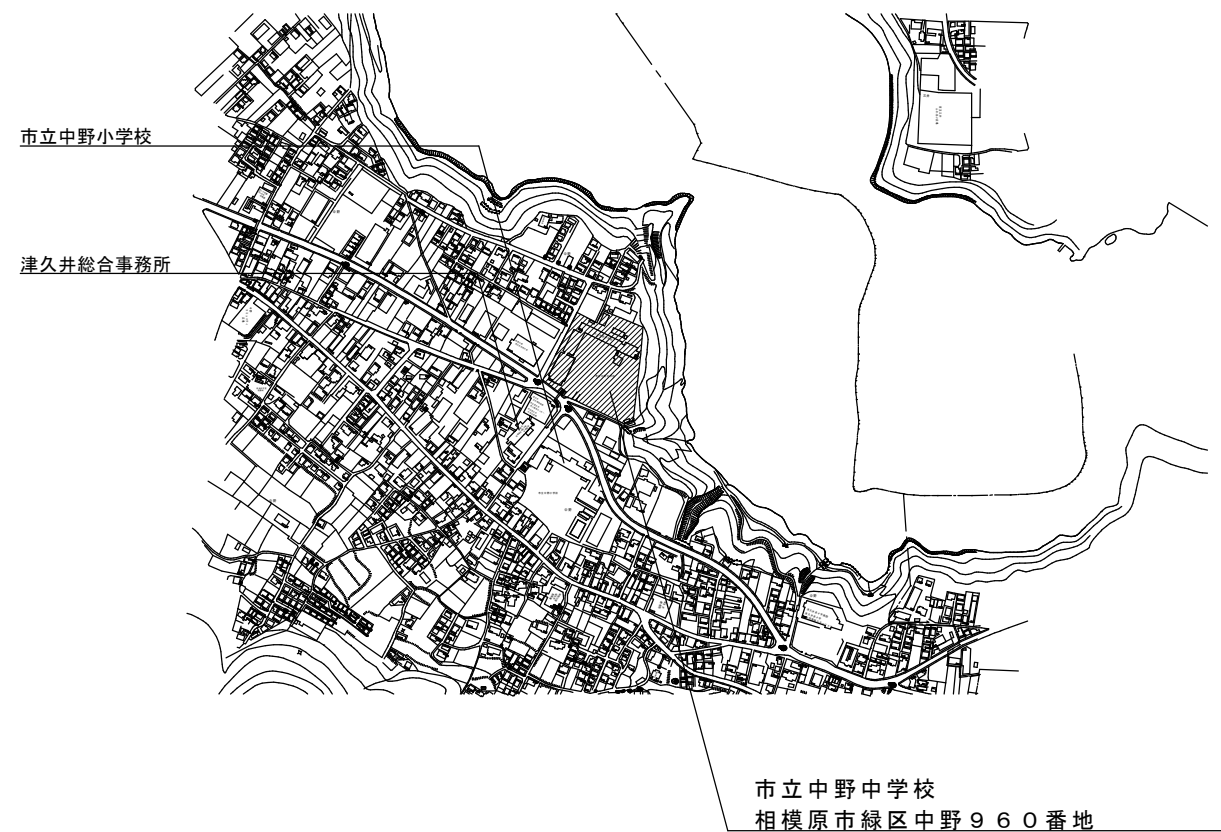 市立中野小学校
津久井総合事務所
市立中野中学校
相模原市緑区中野９６０番地